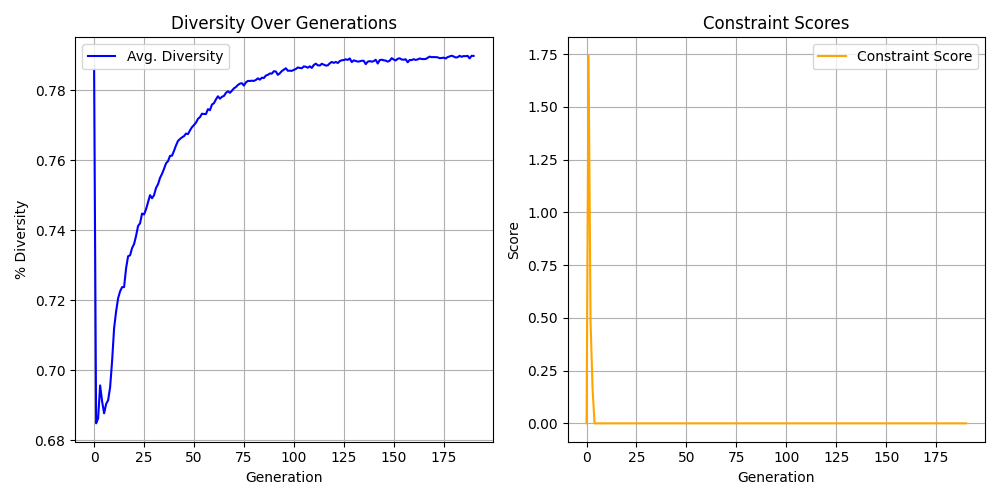 Diversity Over Generations
Avg. Diversity
% Diversity
0.78
0.76
0.74
0.72
0.70
0.68
0 25 50 75 100 125 150 175
Generation
Constraint Scores
Constraint Score
Score
1.75
1.50
1.25
1.00
0.75
0.50
0.25
0.00
0 25 50 75 100 125 150 175
Generation